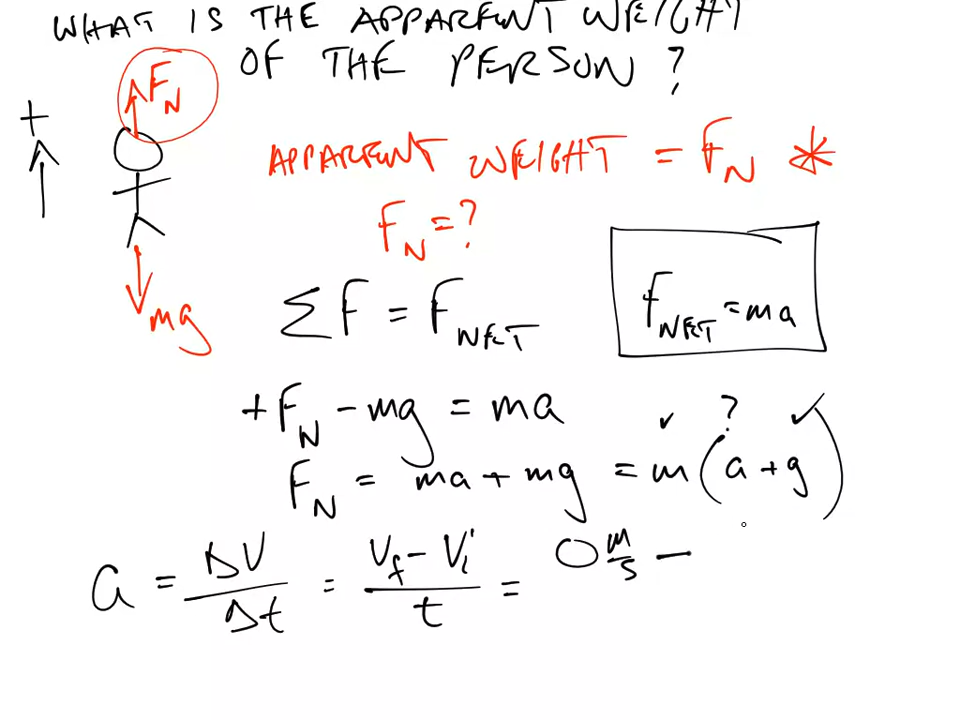 WHAT IS THE APPARENT WEIGHT
OF THE PERSON ?
F_N
+
APPARENT WEIGHT = F_N *
F_N = ?
mg
ΣF = F_NET
F_NET = ma
+F_N - mg = ma
✓ ? ✓
F_N = ma + mg = m(a + g)
a = ΔV/Δt = (V_f - V_i)/t = 0 m/s -